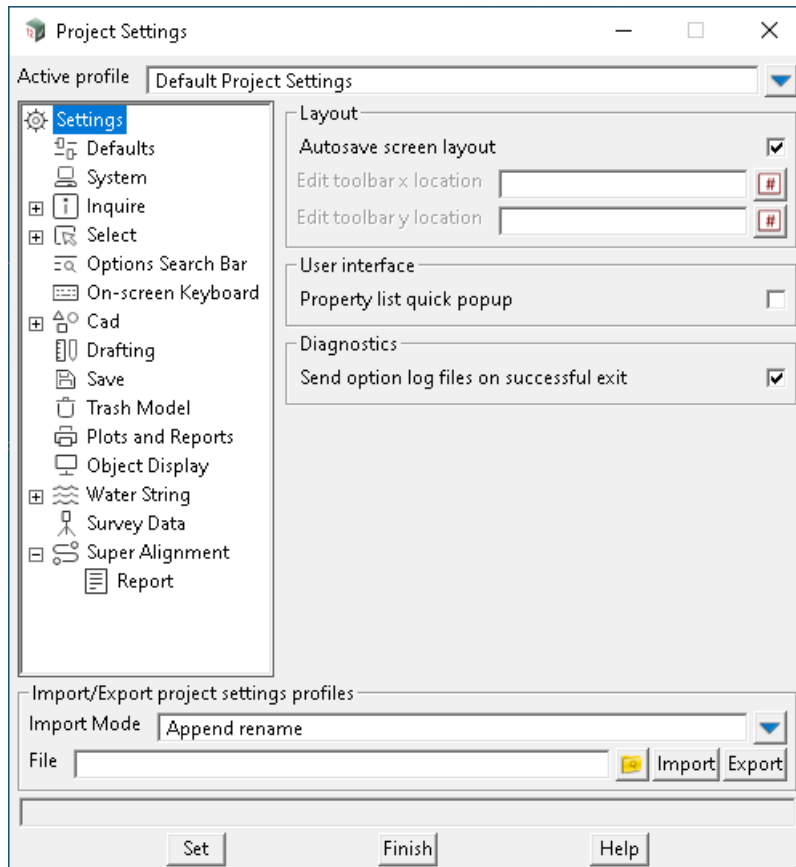 Project Settings
Active profile Default Project Settings
Settings
Defaults
System
Inquire
Select
Options Search Bar
On-screen Keyboard
Cad
Drafting
Save
Trash Model
Plots and Reports
Object Display
Water String
Survey Data
Super Alignment
Report
Layout
Autosave screen layout
Edit toolbar x location
#
Edit toolbar y location
#
User interface
Property list quick popup
Diagnostics
Send option log files on successful exit
Import/Export project settings profiles
Import Mode Append rename
File Import Export
Set Finish Help